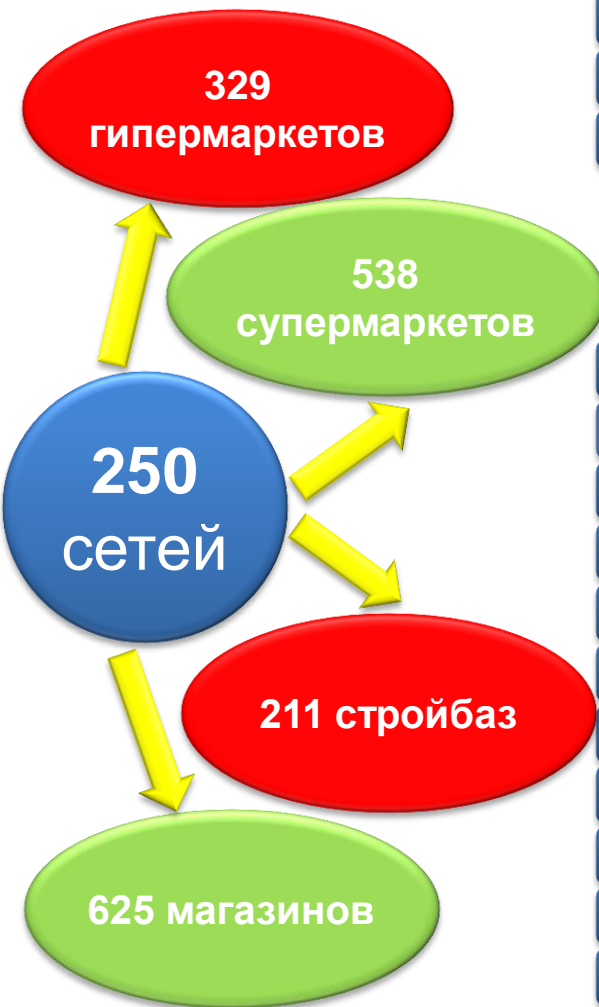 329
гипермаркетов
538
супермаркетов
250
сетей
211 стройбаз
625 магазинов